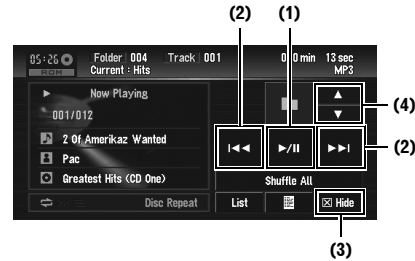 (2) (1)
05:26 Folder 004 Track 001 0:00 min 13 sec
ROM Current : Hits MP3
Now Playing
001/012
(4)
2 Of Amerikaz Wanted
Pac
(2)
Greatest Hits (CD One)
Shuffle All
Disc Repeat List Hide
(3)